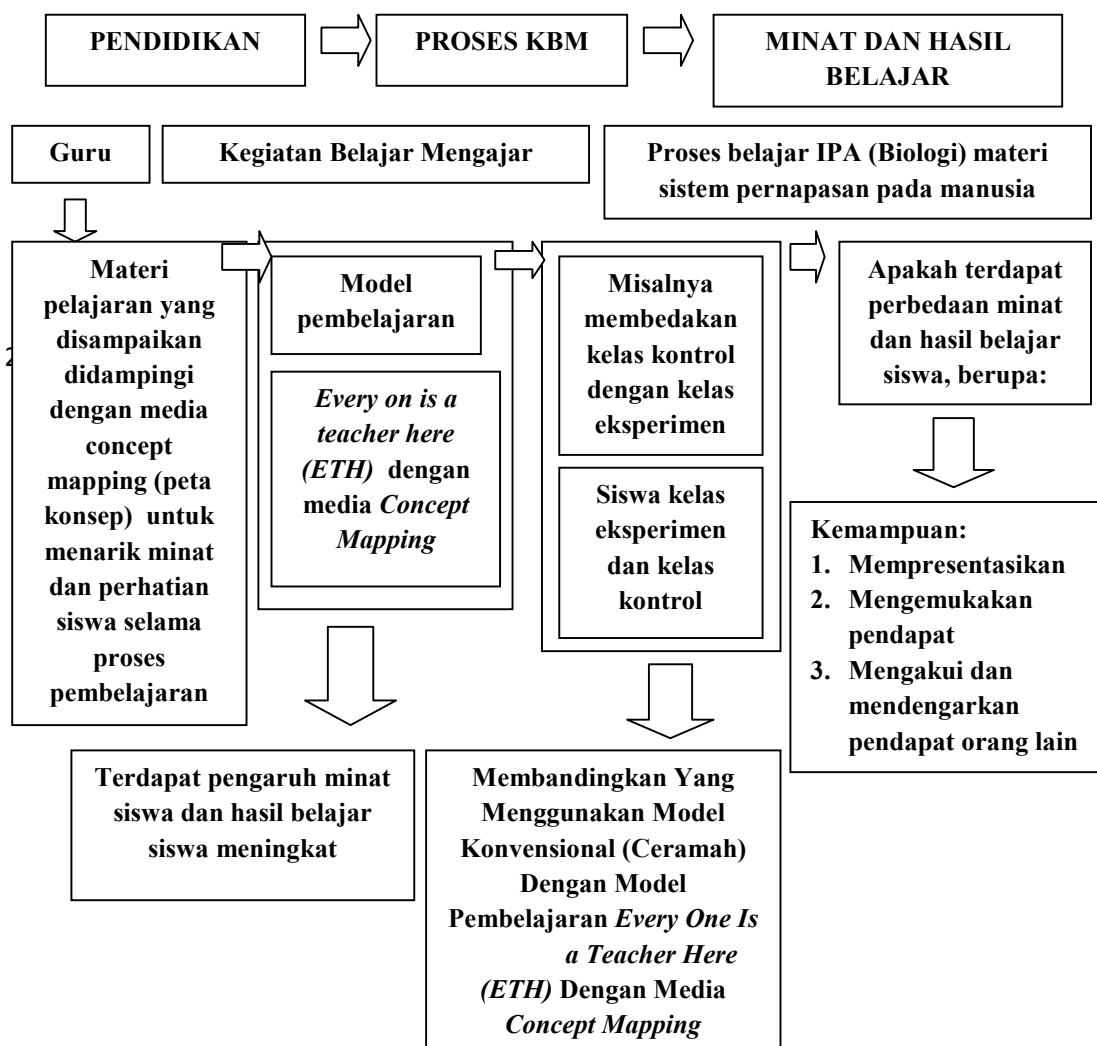 PENDIDIKAN
PROSES KBM
MINAT DAN HASIL
BELAJAR
Guru
Kegiatan Belajar Mengajar
Proses belajar IPA (Biologi) materi
sistem pernapasan pada manusia
Materi
pelajaran yang
disampaikan
didampingi
dengan media
concept
mapping (peta
konsep) untuk
menarik minat
dan perhatian
siswa selama
proses
pembelajaran
Model
pembelajaran
Every on is a
teacher here
(ETH) dengan
media Concept
Mapping
Misalnya
membedakan
kelas kontrol
dengan kelas
eksperimen
Siswa kelas
eksperimen
dan kelas
kontrol
Apakah terdapat
perbedaan minat
dan hasil belajar
siswa, berupa:
Kemampuan:
1. Mempresentasikan
2. Mengemukakan
pendapat
3. Mengakui dan
mendengarkan
pendapat orang lain
Terdapat pengaruh minat
siswa dan hasil belajar
siswa meningkat
Membandingkan Yang
Menggunakan Model
Konvensional (Ceramah)
Dengan Model
Pembelajaran Every One Is
a Teacher Here
(ETH) Dengan Media
Concept Mapping